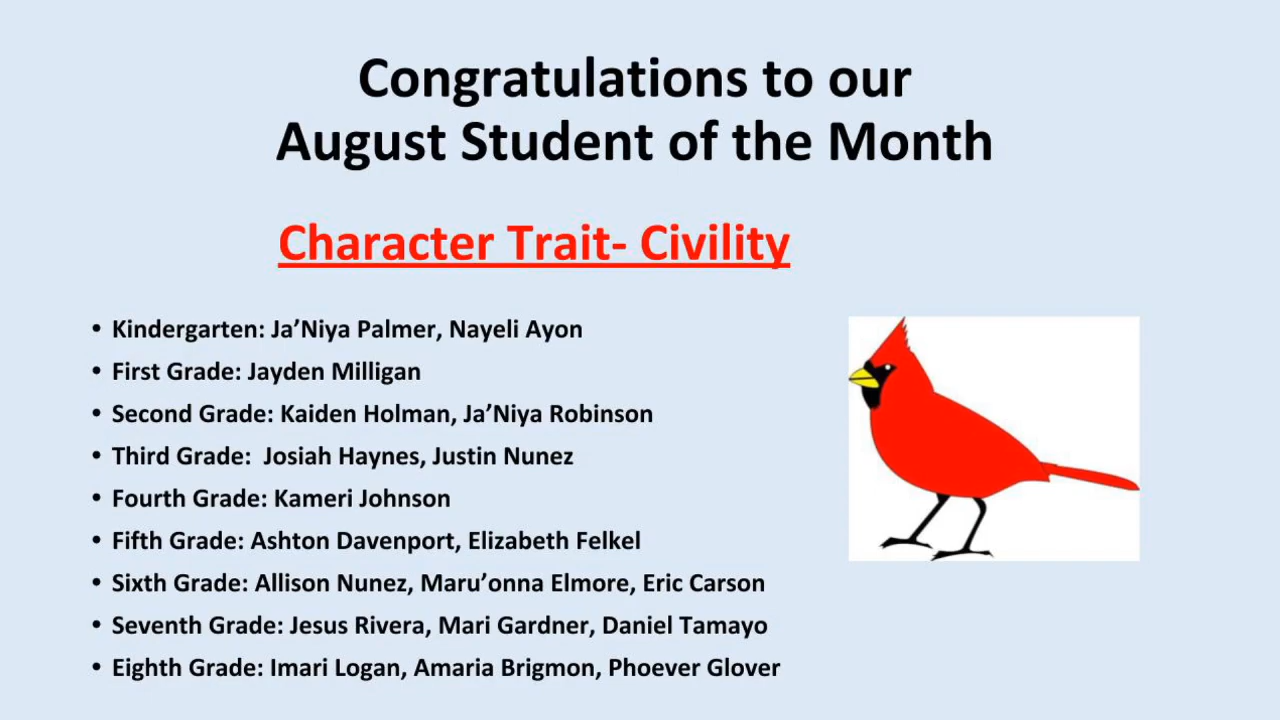 Congratulations to our
August Student of the Month
Character Trait- Civility
• Kindergarten: Ja’Niya Palmer, Nayeli Ayon
• First Grade: Jayden Milligan
• Second Grade: Kaiden Holman, Ja’Niya Robinson
• Third Grade:  Josiah Haynes, Justin Nunez
• Fourth Grade: Kameri Johnson
• Fifth Grade: Ashton Davenport, Elizabeth Felkel
• Sixth Grade: Allison Nunez, Maru’onna Elmore, Eric Carson
• Seventh Grade: Jesus Rivera, Mari Gardner, Daniel Tamayo
• Eighth Grade: Imari Logan, Amaria Brigmon, Phoever Glover